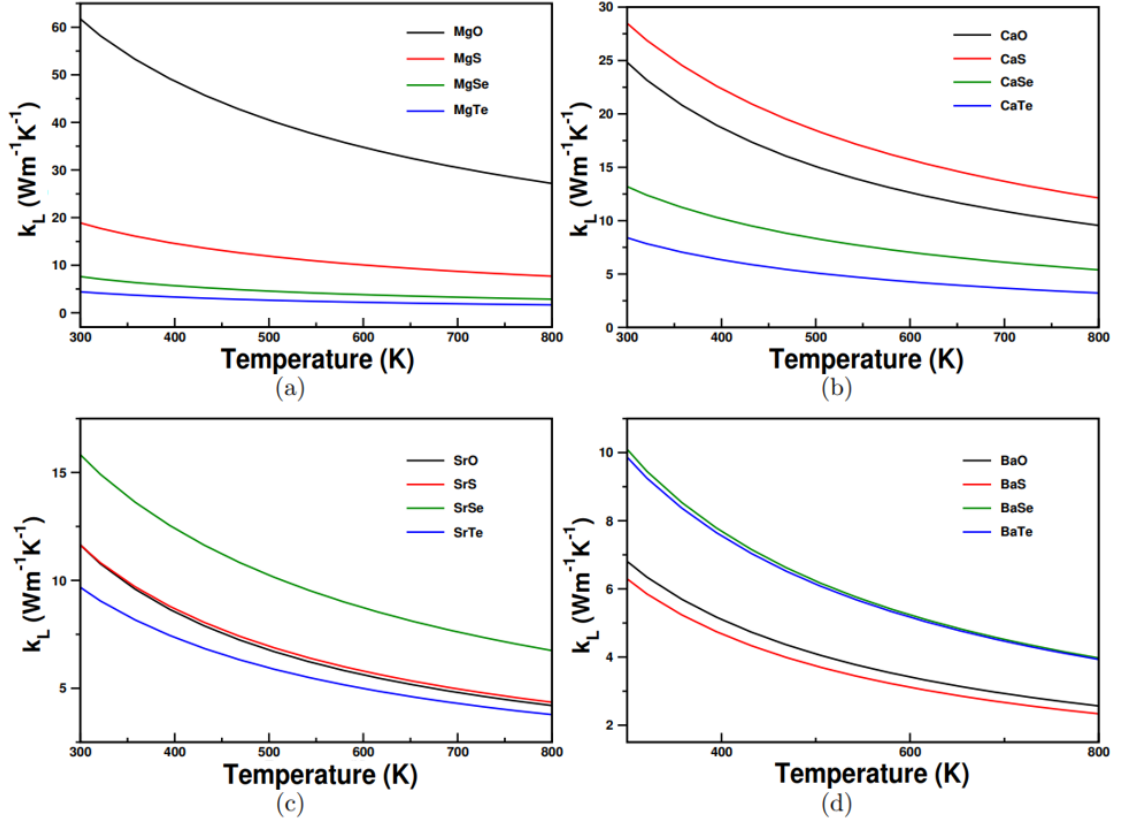 60
50
40
30
20
10
0
k_L (Wm⁻¹K⁻¹)
MgO
MgS
MgSe
MgTe
300 400 500 600 700 800
Temperature (K)
(a)
30
25
20
15
10
5
0
k_L (Wm⁻¹K⁻¹)
CaO
CaS
CaSe
CaTe
300 400 500 600 700 800
Temperature (K)
(b)
15
10
5
k_L (Wm⁻¹K⁻¹)
SrO
SrS
SrSe
SrTe
300 400 500 600 700 800
Temperature (K)
(c)
10
8
6
4
2
k_L (Wm⁻¹K⁻¹)
BaO
BaS
BaSe
BaTe
400 600 800
Temperature (K)
(d)